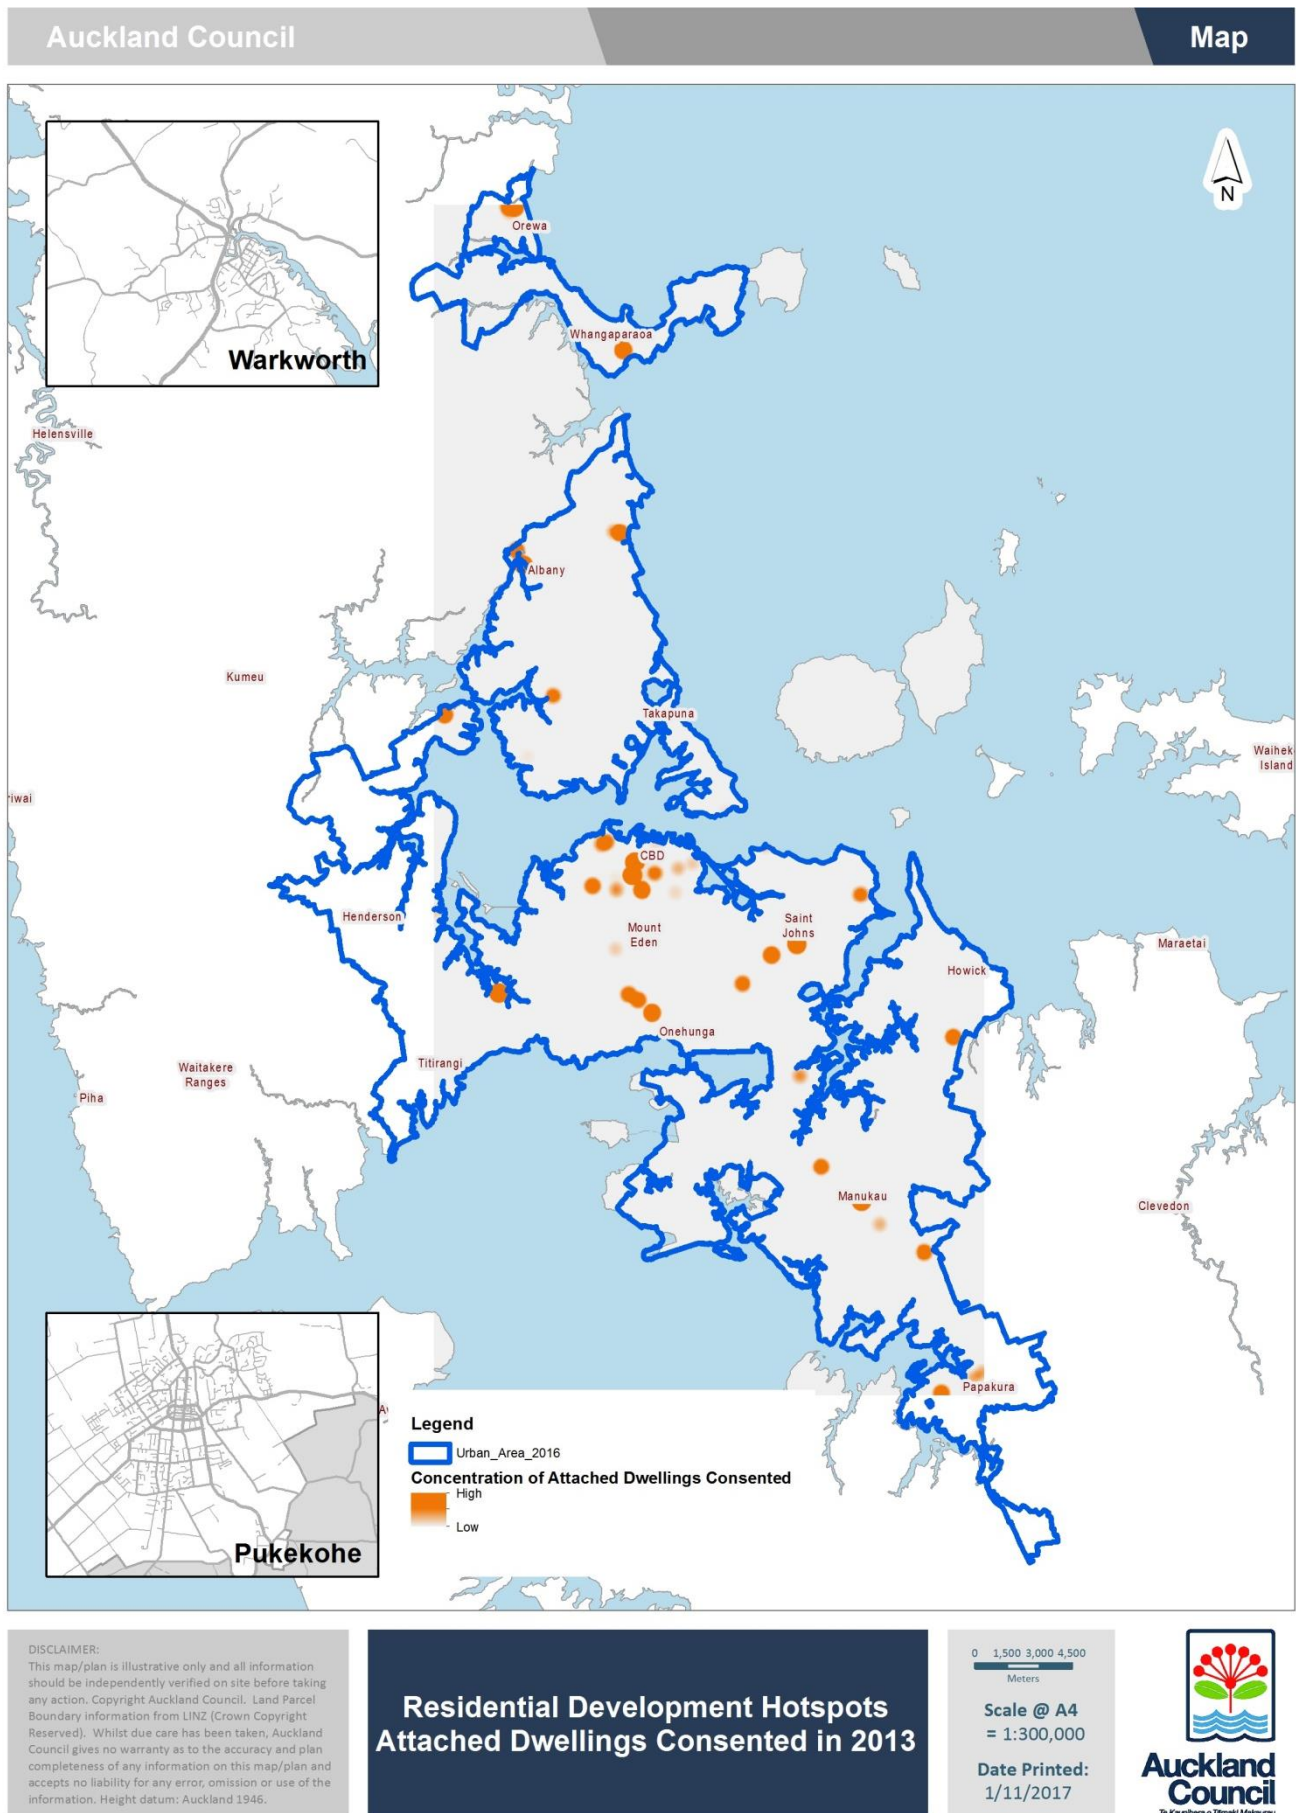 Auckland Council
Map
N
Warkworth
Orewa
Whangaparaoa
Helensville
Albany
Kumeu
Takapuna
Waihek
Island
riwai
CBD
Henderson
Mount
Eden
Saint
Johns
Howick
Maraetai
Onehunga
Titirangi
Waitakere
Ranges
Piha
Manukau
Clevedon
Papakura
Pukekohe
Legend
Urban_Area_2016
Concentration of Attached Dwellings Consented
High
Low
DISCLAIMER:
This map/plan is illustrative only and all information
should be independently verified on site before taking
any action. Copyright Auckland Council. Land Parcel
Boundary information from LINZ (Crown Copyright
Reserved). Whilst due care has been taken, Auckland
Council gives no warranty as to the accuracy and plan
completeness of any information on this map/plan and
accepts no liability for any error, omission or use of the
information. Height datum: Auckland 1946.
Residential Development Hotspots
Attached Dwellings Consented in 2013
0 1,500 3,000 4,500
Meters
Scale @ A4
= 1:300,000
Date Printed:
1/11/2017
Auckland
Council